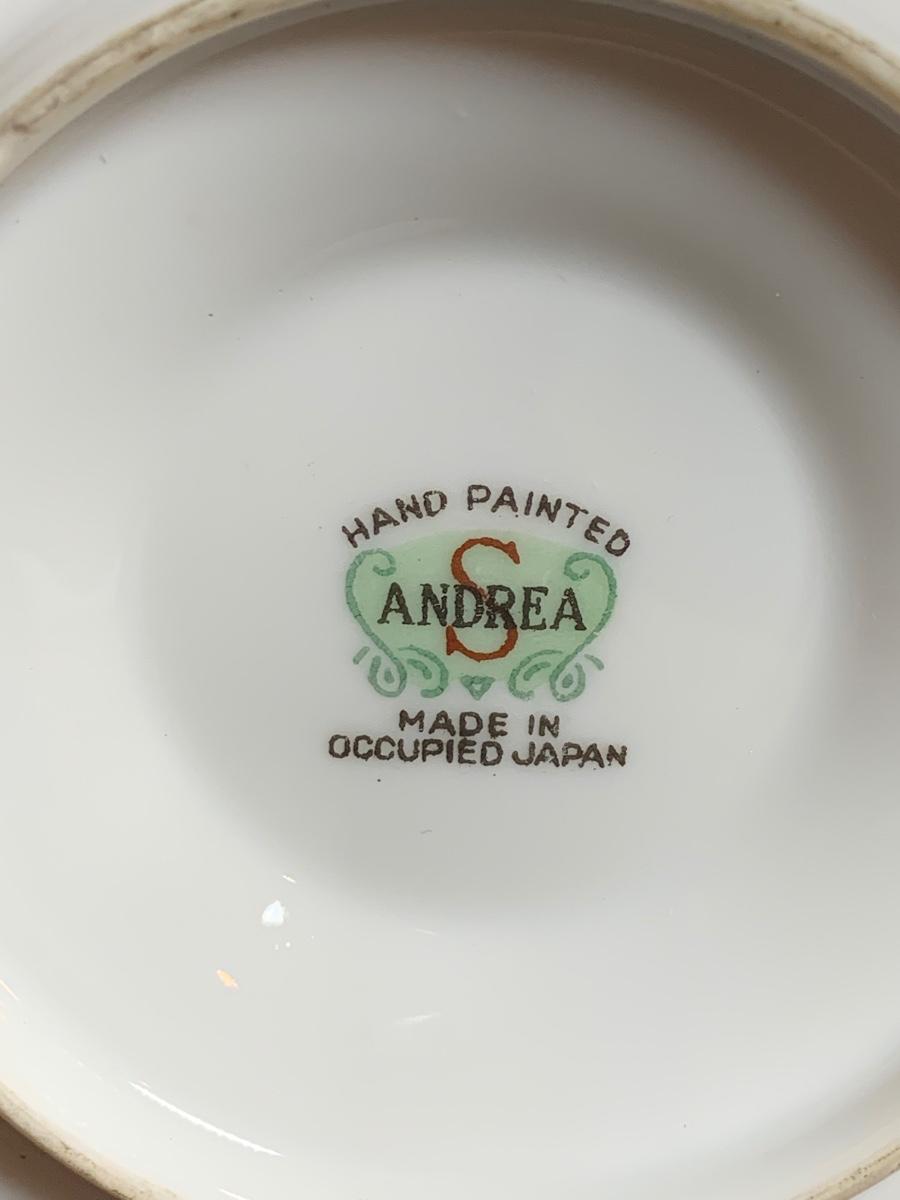 HAND PAINTED
S
ANDREA
MADE IN
OCCUPIED JAPAN